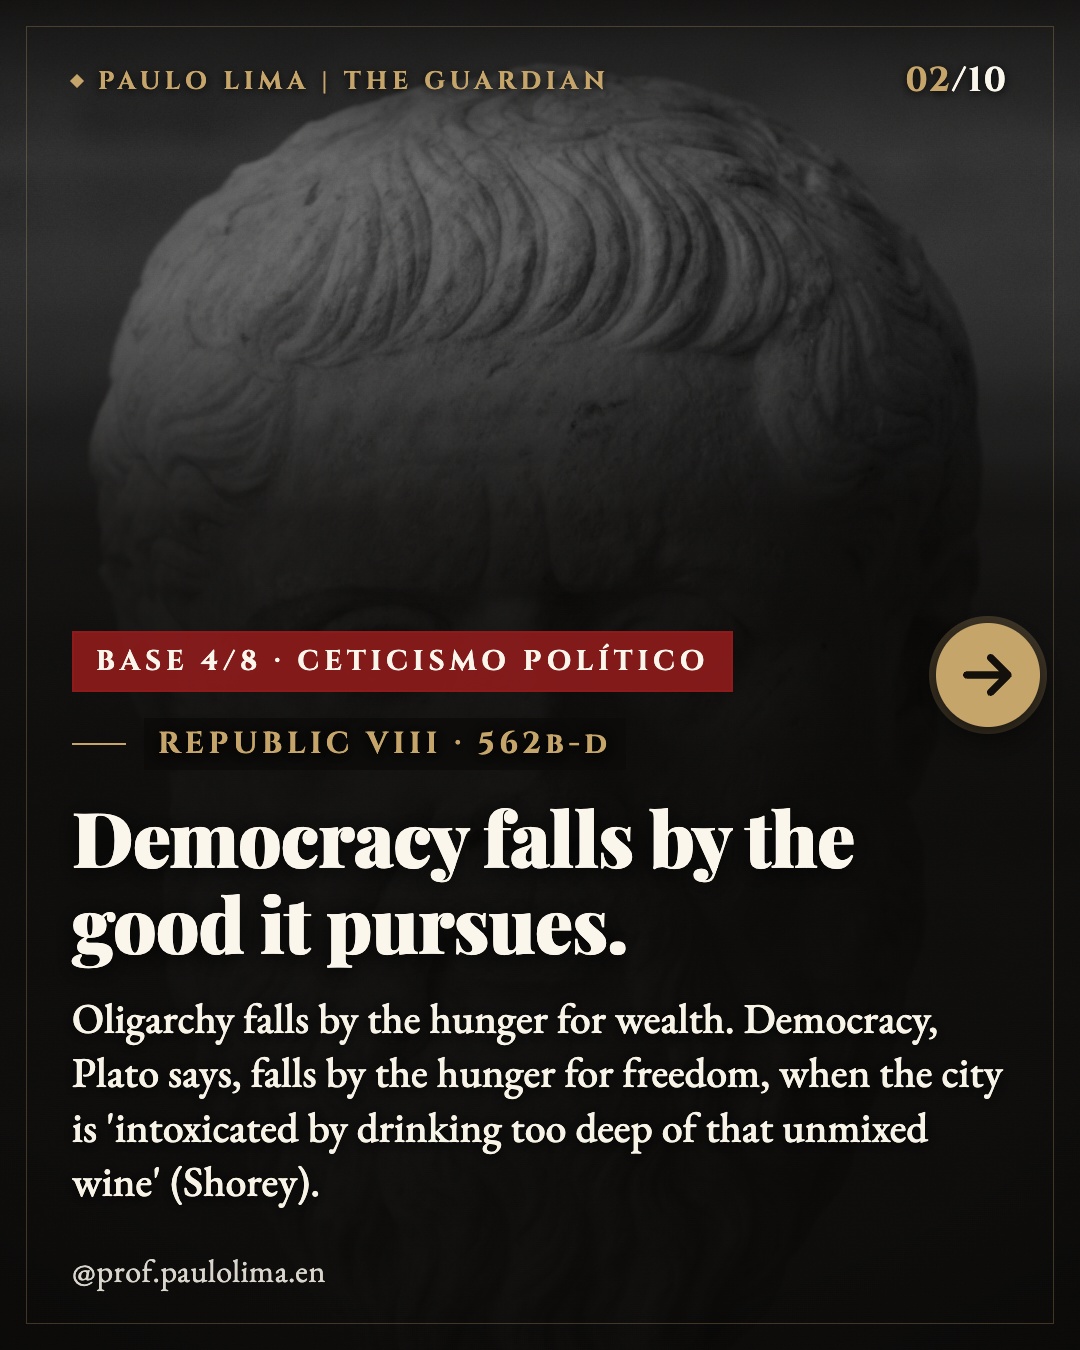 ◆ PAULO LIMA | THE GUARDIAN
02/10
BASE 4/8 · CETICISMO POLÍTICO
REPUBLIC VIII · 562B-D
Democracy falls by the
good it pursues.
Oligarchy falls by the hunger for wealth. Democracy,
Plato says, falls by the hunger for freedom, when the city
is 'intoxicated by drinking too deep of that unmixed
wine' (Shorey).
@prof.paulolima.en